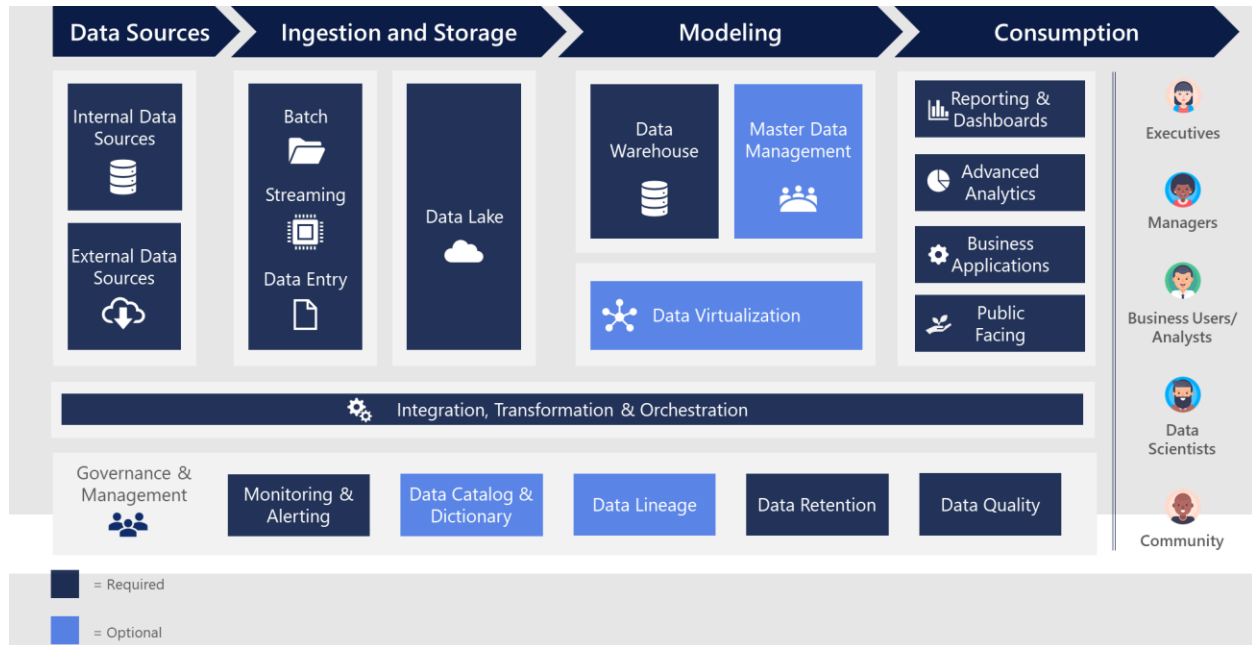 Data Sources
Ingestion and Storage
Modeling
Consumption
Internal Data
Sources
External Data
Sources
Batch
Streaming
Data Entry
Data Lake
Data
Warehouse
Master Data
Management
Data Virtualization
Reporting &
Dashboards
Advanced
Analytics
Business
Applications
Public
Facing
Executives
Managers
Business Users/
Analysts
Data
Scientists
Community
Integration, Transformation & Orchestration
Governance &
Management
Monitoring &
Alerting
Data Catalog &
Dictionary
Data Lineage
Data Retention
Data Quality
= Required
= Optional